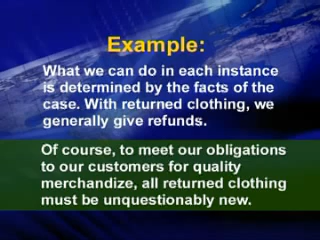 Example:
What we can do in each instance
is determined by the facts of the
case. With returned clothing, we
generally give refunds.
Of course, to meet our obligations
to our customers for quality
merchandize, all returned clothing
must be unquestionably new.